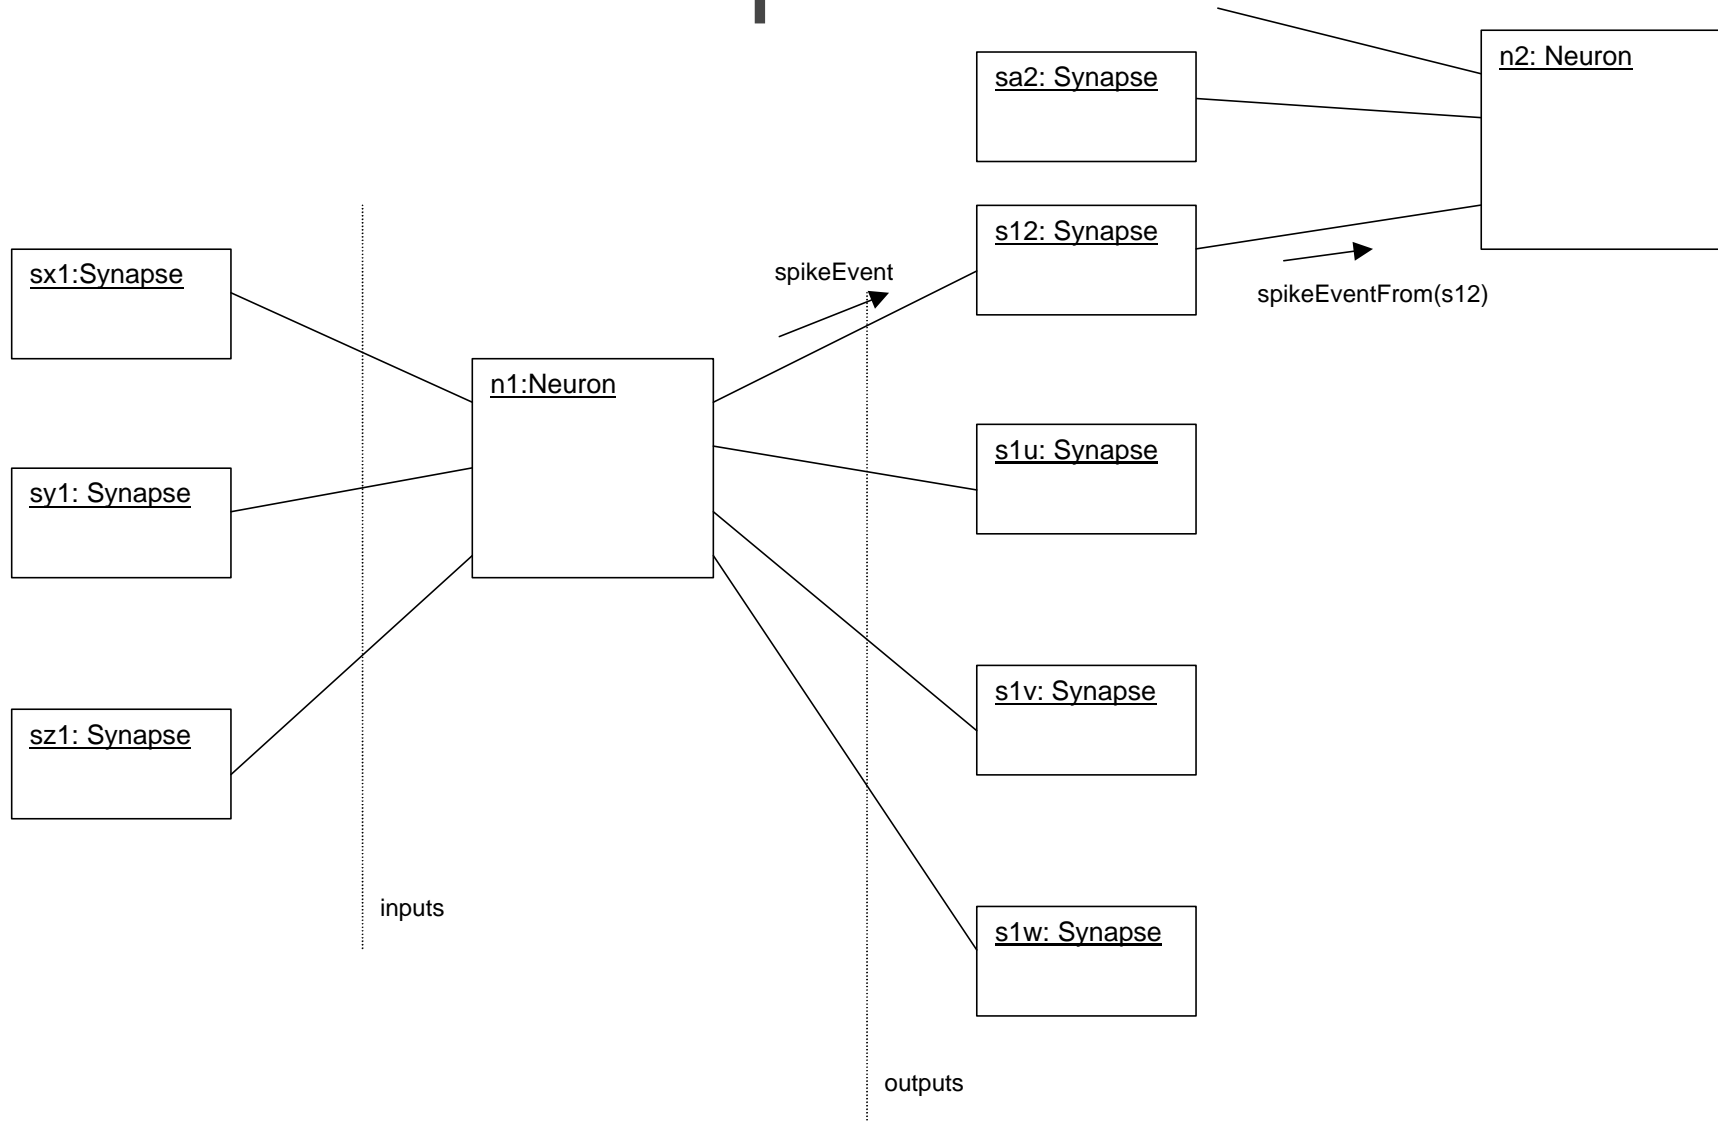 n2: Neuron
sa2: Synapse
s12: Synapse
sx1:Synapse
spikeEvent
spikeEventFrom(s12)
n1:Neuron
s1u: Synapse
sy1: Synapse
s1v: Synapse
sz1: Synapse
inputs
s1w: Synapse
outputs